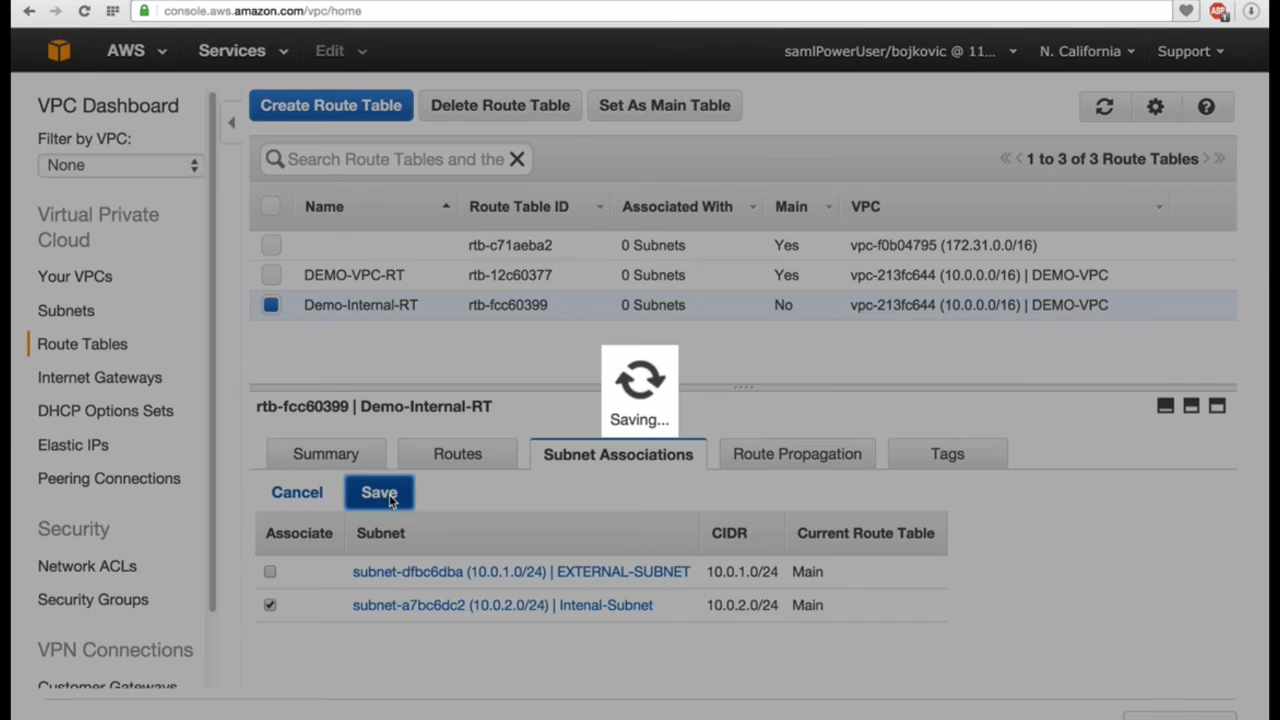 console.aws.amazon.com/vpc/home
ABP
1
AWS Services Edit samlPowerUser/bojkovic @ 11... N. California Support
VPC Dashboard
Filter by VPC:
None
Virtual Private
Cloud
Your VPCs
Subnets
Route Tables
Internet Gateways
DHCP Options Sets
Elastic IPs
Peering Connections
Security
Network ACLs
Security Groups
VPN Connections
Customer Gateways
Create Route Table Delete Route Table Set As Main Table
Search Route Tables and the
1 to 3 of 3 Route Tables
Name Route Table ID Associated With Main VPC
rtb-c71aeba2 0 Subnets Yes vpc-f0b04795 (172.31.0.0/16)
DEMO-VPC-RT rtb-12c60377 0 Subnets Yes vpc-213fc644 (10.0.0.0/16) | DEMO-VPC
Demo-Internal-RT rtb-fcc60399 0 Subnets No vpc-213fc644 (10.0.0.0/16) | DEMO-VPC
Saving...
rtb-fcc60399 | Demo-Internal-RT
Summary Routes Subnet Associations Route Propagation Tags
Cancel Save
Associate Subnet CIDR Current Route Table
subnet-dfbc6dba (10.0.1.0/24) | EXTERNAL-SUBNET 10.0.1.0/24 Main
subnet-a7bc6dc2 (10.0.2.0/24) | Intenal-Subnet 10.0.2.0/24 Main